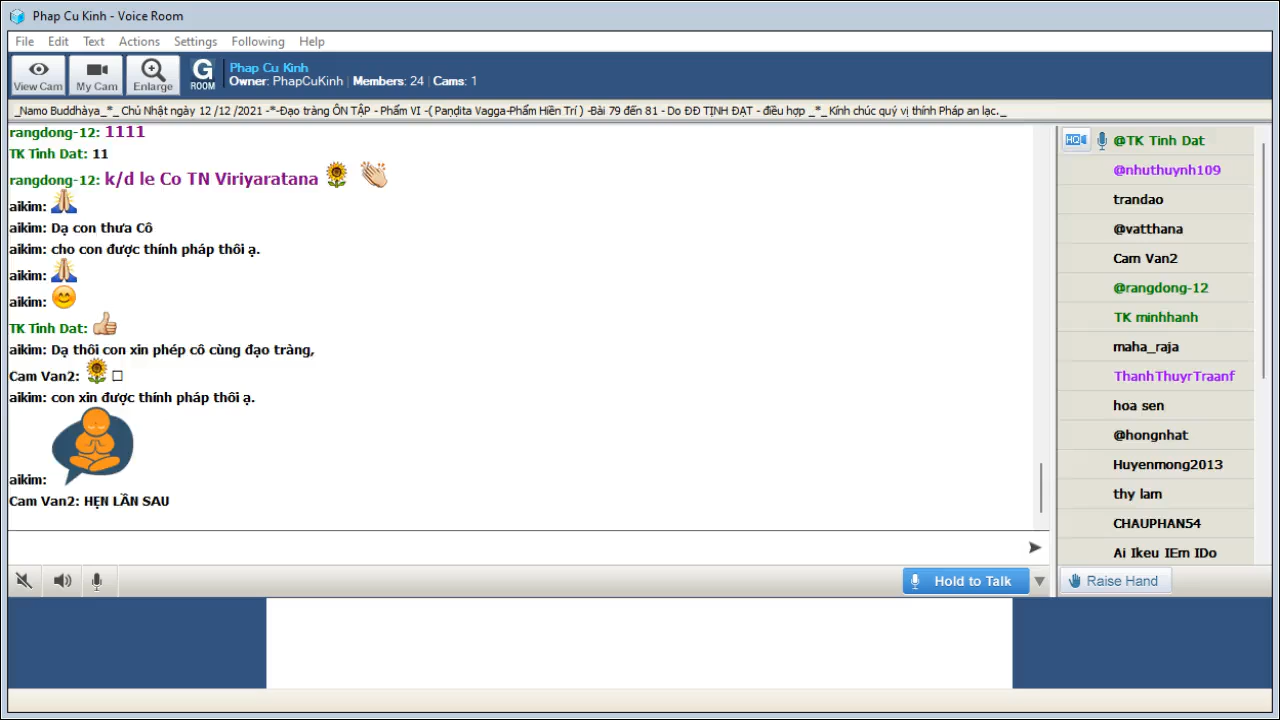 Phap Cu Kinh - Voice Room
File Edit Text Actions Settings Following Help
View Cam My Cam Enlarge G ROOM
Phap Cu Kinh
Owner: PhapCuKinh | Members: 24 | Cams: 1
_Namo Buddhàya_*_ Chủ Nhật ngày 12 /12 /2021 -*-Đạo tràng ÔN TẬP - Phẩm VI -( Paṇḍita Vagga-Phẩm Hiền Trí ) -Bài 79 đến 81 - Do ĐĐ TỊNH ĐẠT - điều hợp _*_Kính chúc quý vị thính Pháp an lạc._
rangdong-12: 1111
TK Tinh Dat: 11
rangdong-12: k/d le Co TN Viriyaratana
aikim:
aikim: Dạ con thưa Cô
aikim: cho con được thính pháp thôi ạ.
aikim:
aikim:
TK Tinh Dat:
aikim: Dạ thôi con xin phép cô cùng đạo tràng,
Cam Van2:
aikim: con xin được thính pháp thôi ạ.
aikim:
Cam Van2: HẸN LẦN SAU
Hold to Talk
HQ
@TK Tinh Dat
@nhuthuynh109
trandao
@vatthana
Cam Van2
@rangdong-12
TK minhhanh
maha_raja
ThanhThuyrTraanf
hoa sen
@hongnhat
Huyenmong2013
thy lam
CHAUPHAN54
Ai Ikeu IEm IDo
Raise Hand